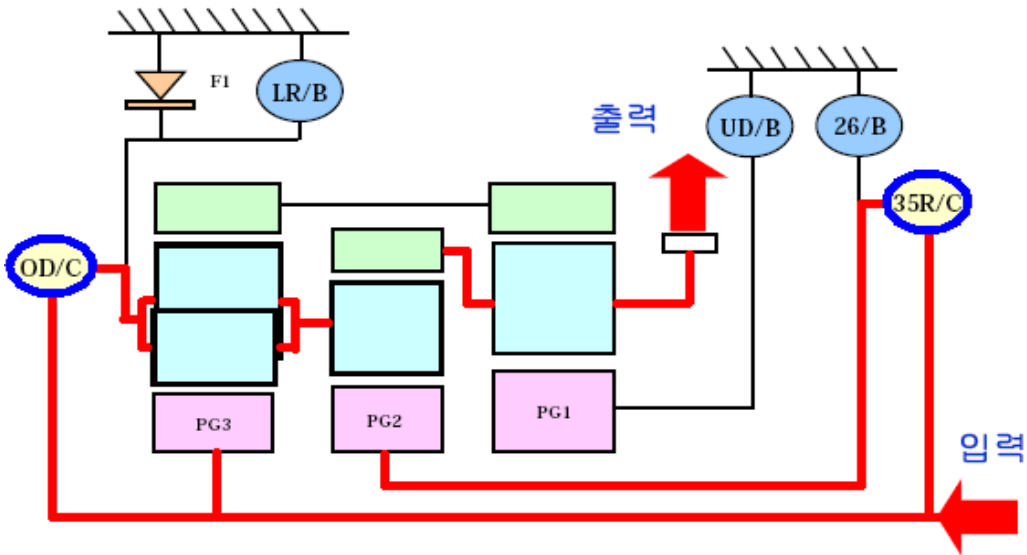 F1
LR/B
출력
UD/B
26/B
35R/C
OD/C
PG3
PG2
PG1
입력